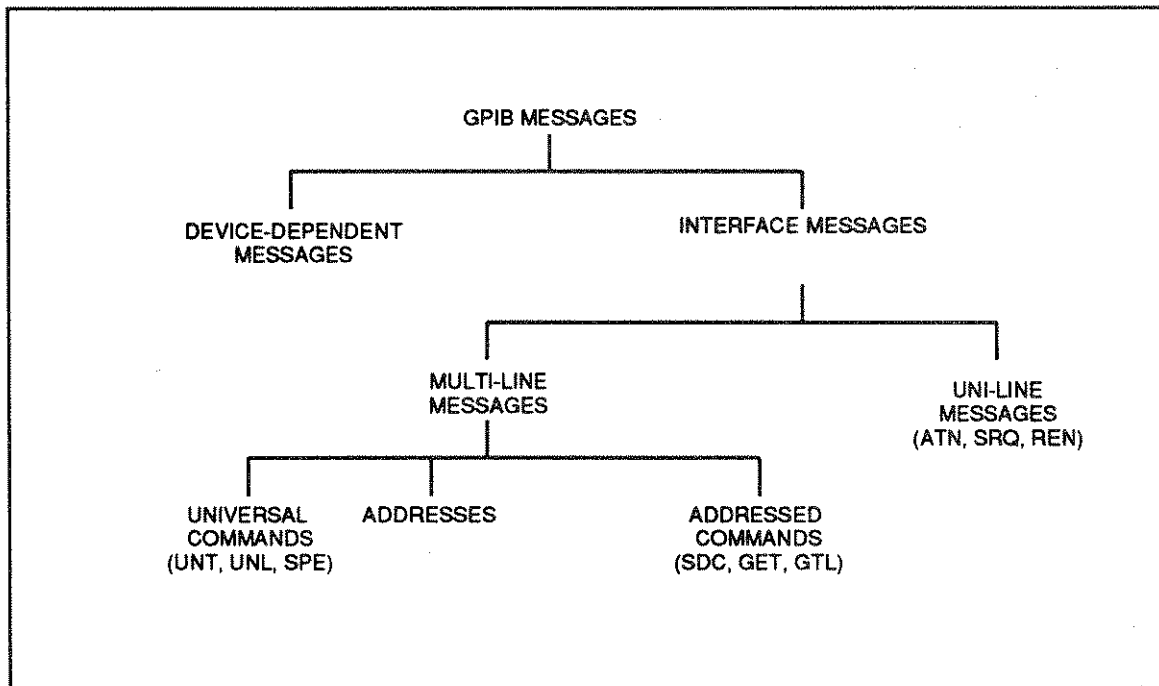 GPIB MESSAGES
DEVICE-DEPENDENT
MESSAGES
INTERFACE MESSAGES
MULTI-LINE
MESSAGES
UNI-LINE
MESSAGES
(ATN, SRQ, REN)
UNIVERSAL
COMMANDS
(UNT, UNL, SPE)
ADDRESSES
ADDRESSED
COMMANDS
(SDC, GET, GTL)